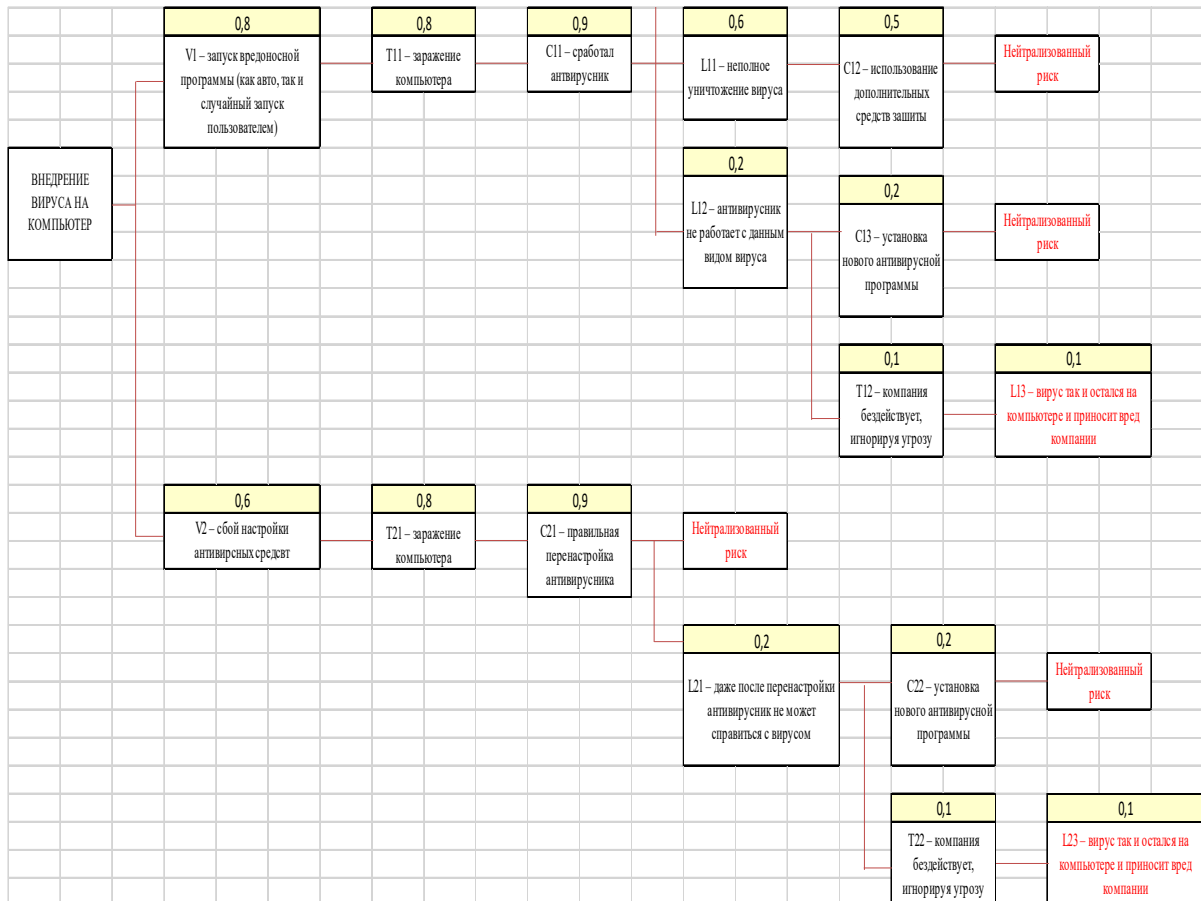 0,8
V1 – запуск вредоносной
программы (как авто, так и
случайный запуск
пользователем)
0,8
T11 – заражение
компьютера
0,9
C11 – сработал
антивирусник
0,6
L11 – неполное
уничтожение вируса
0,5
C12 – использование
дополнительных
средств зашиты
Нейтрализованный
риск
ВНЕДРЕНИЕ
ВИРУСА НА
КОМПЬЮТЕР
0,2
L12 – антивирусник
не работает с данным
видом вируса
0,2
C13 – установка
нового антивирусной
программы
Нейтрализованный
риск
0,1
T12 – компания
бездействует,
игнорируя угрозу
0,1
L13 – вирус так и остался на
компьютере и приносит вред
компании
0,6
V2 – сбой настройки
антивирсных средсвт
0,8
T21 – заражение
компьютера
0,9
C21 – правильная
перенастройка
антивирусника
Нейтрализованный
риск
0,2
L21 – даже после перенастройки
антивирусник не может
справиться с вирусом
0,2
C22 – установка
нового антивирусной
программы
Нейтрализованный
риск
0,1
T22 – компания
бездействует,
игнорируя угрозу
0,1
L23 – вирус так и остался на
компьютере и приносит вред
компании